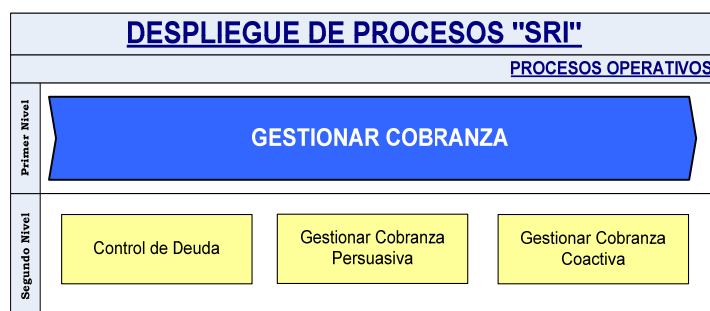 DESPLIEGUE DE PROCESOS "SRI"
PROCESOS OPERATIVOS
Primer Nivel
GESTIONAR COBRANZA
Segundo Nivel
Control de Deuda
Gestionar Cobranza
Persuasiva
Gestionar Cobranza
Coactiva